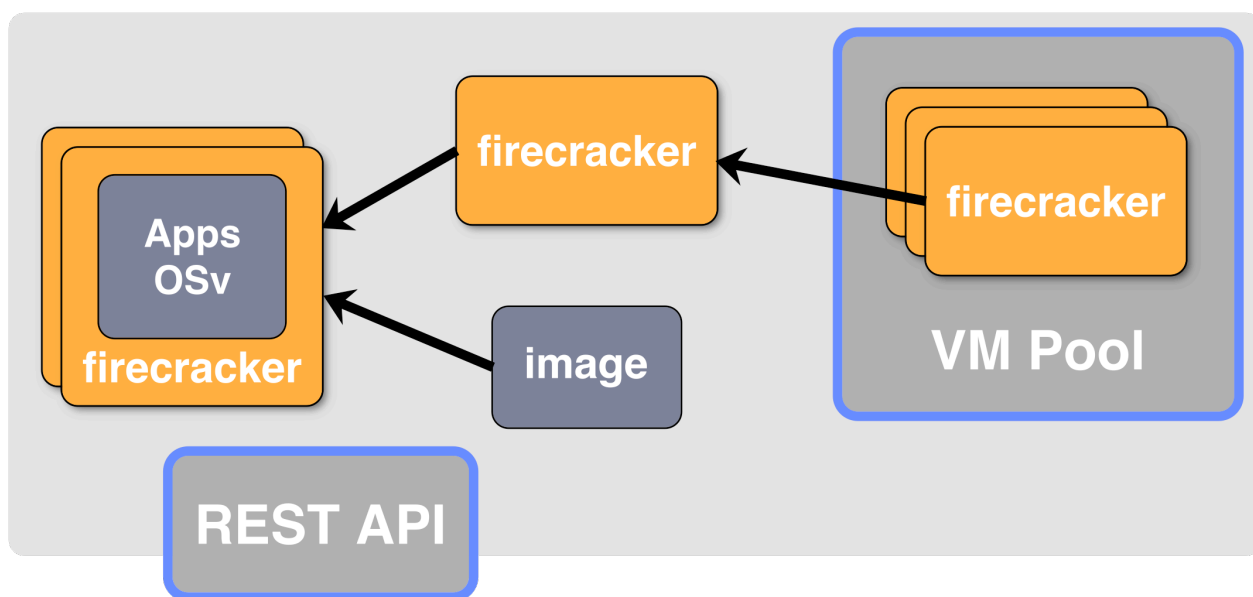 firecracker
firecracker
Apps
OSv
firecracker
image
VM Pool
REST API